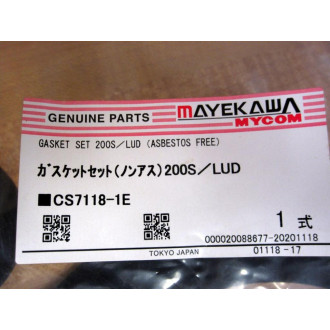 GENUINE PARTS
MAYEKAWA
MYCOM
GASKET SET 200S/LUD (ASBESTOS FREE)
ガスケットセット(ノンアス)200S/LUD
■CS7118-1E
1 式
000020088677-20201118
TOKYO JAPAN
01118-17